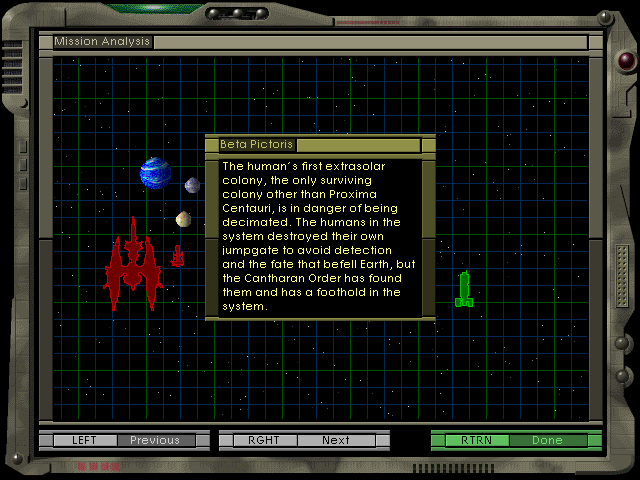 Mission Analysis
Beta Pictoris
The human´s first extrasolar
colony, the only surviving
colony other than Proxima
Centauri, is in danger of being
decimated. The humans in the
system destroyed their own
jumpgate to avoid detection
and the fate that befell Earth, but
the Cantharan Order has found
them and has a foothold in the
system.
LEFT Previous RGHT Next RTRN Done